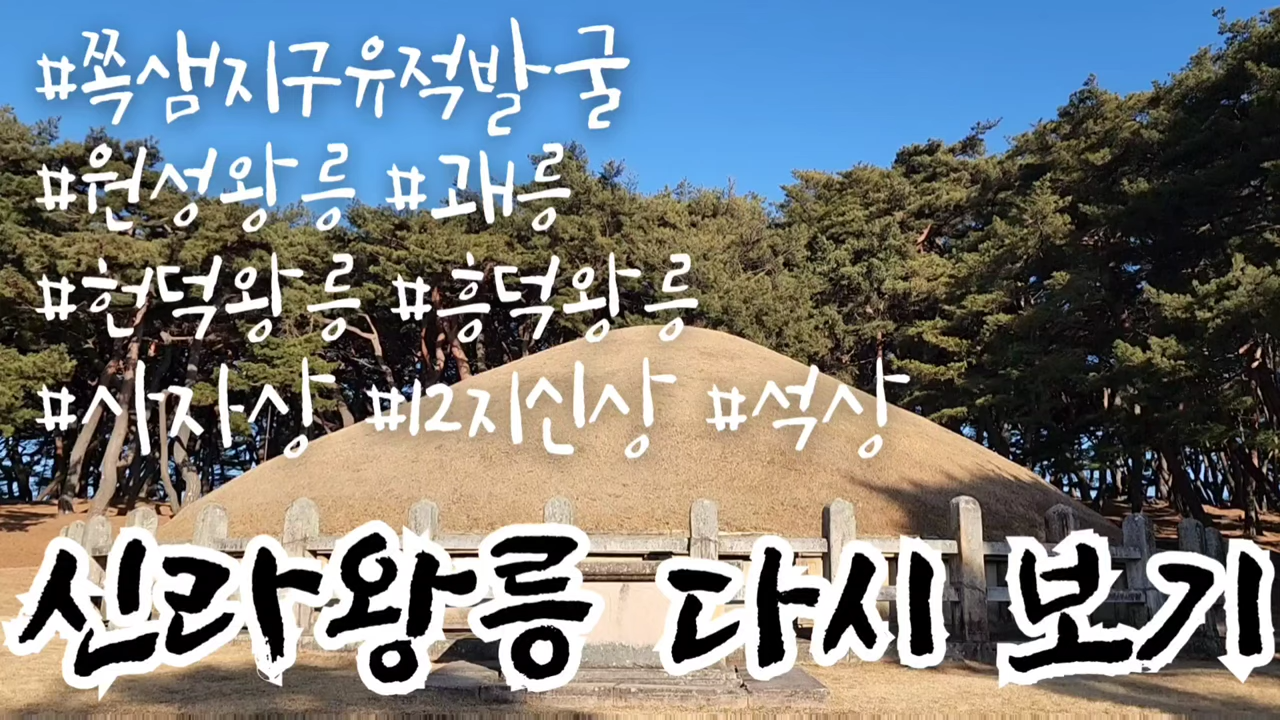 #쪽샘지구유적발굴
#원성왕릉 #괘릉
#헌덕왕릉 #흥덕왕릉
#사자상 #12지신상 #석상
신라왕릉 다시 보기